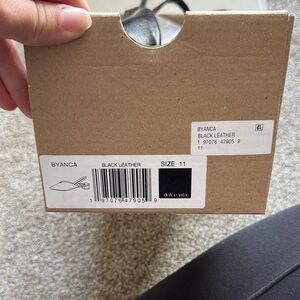 BYANCA
BLACK LEATHER
1 97076 47905 9
11
BYANCA
BLACK LEATHER
SIZE 11
1 97076 47905 9
dolce vita